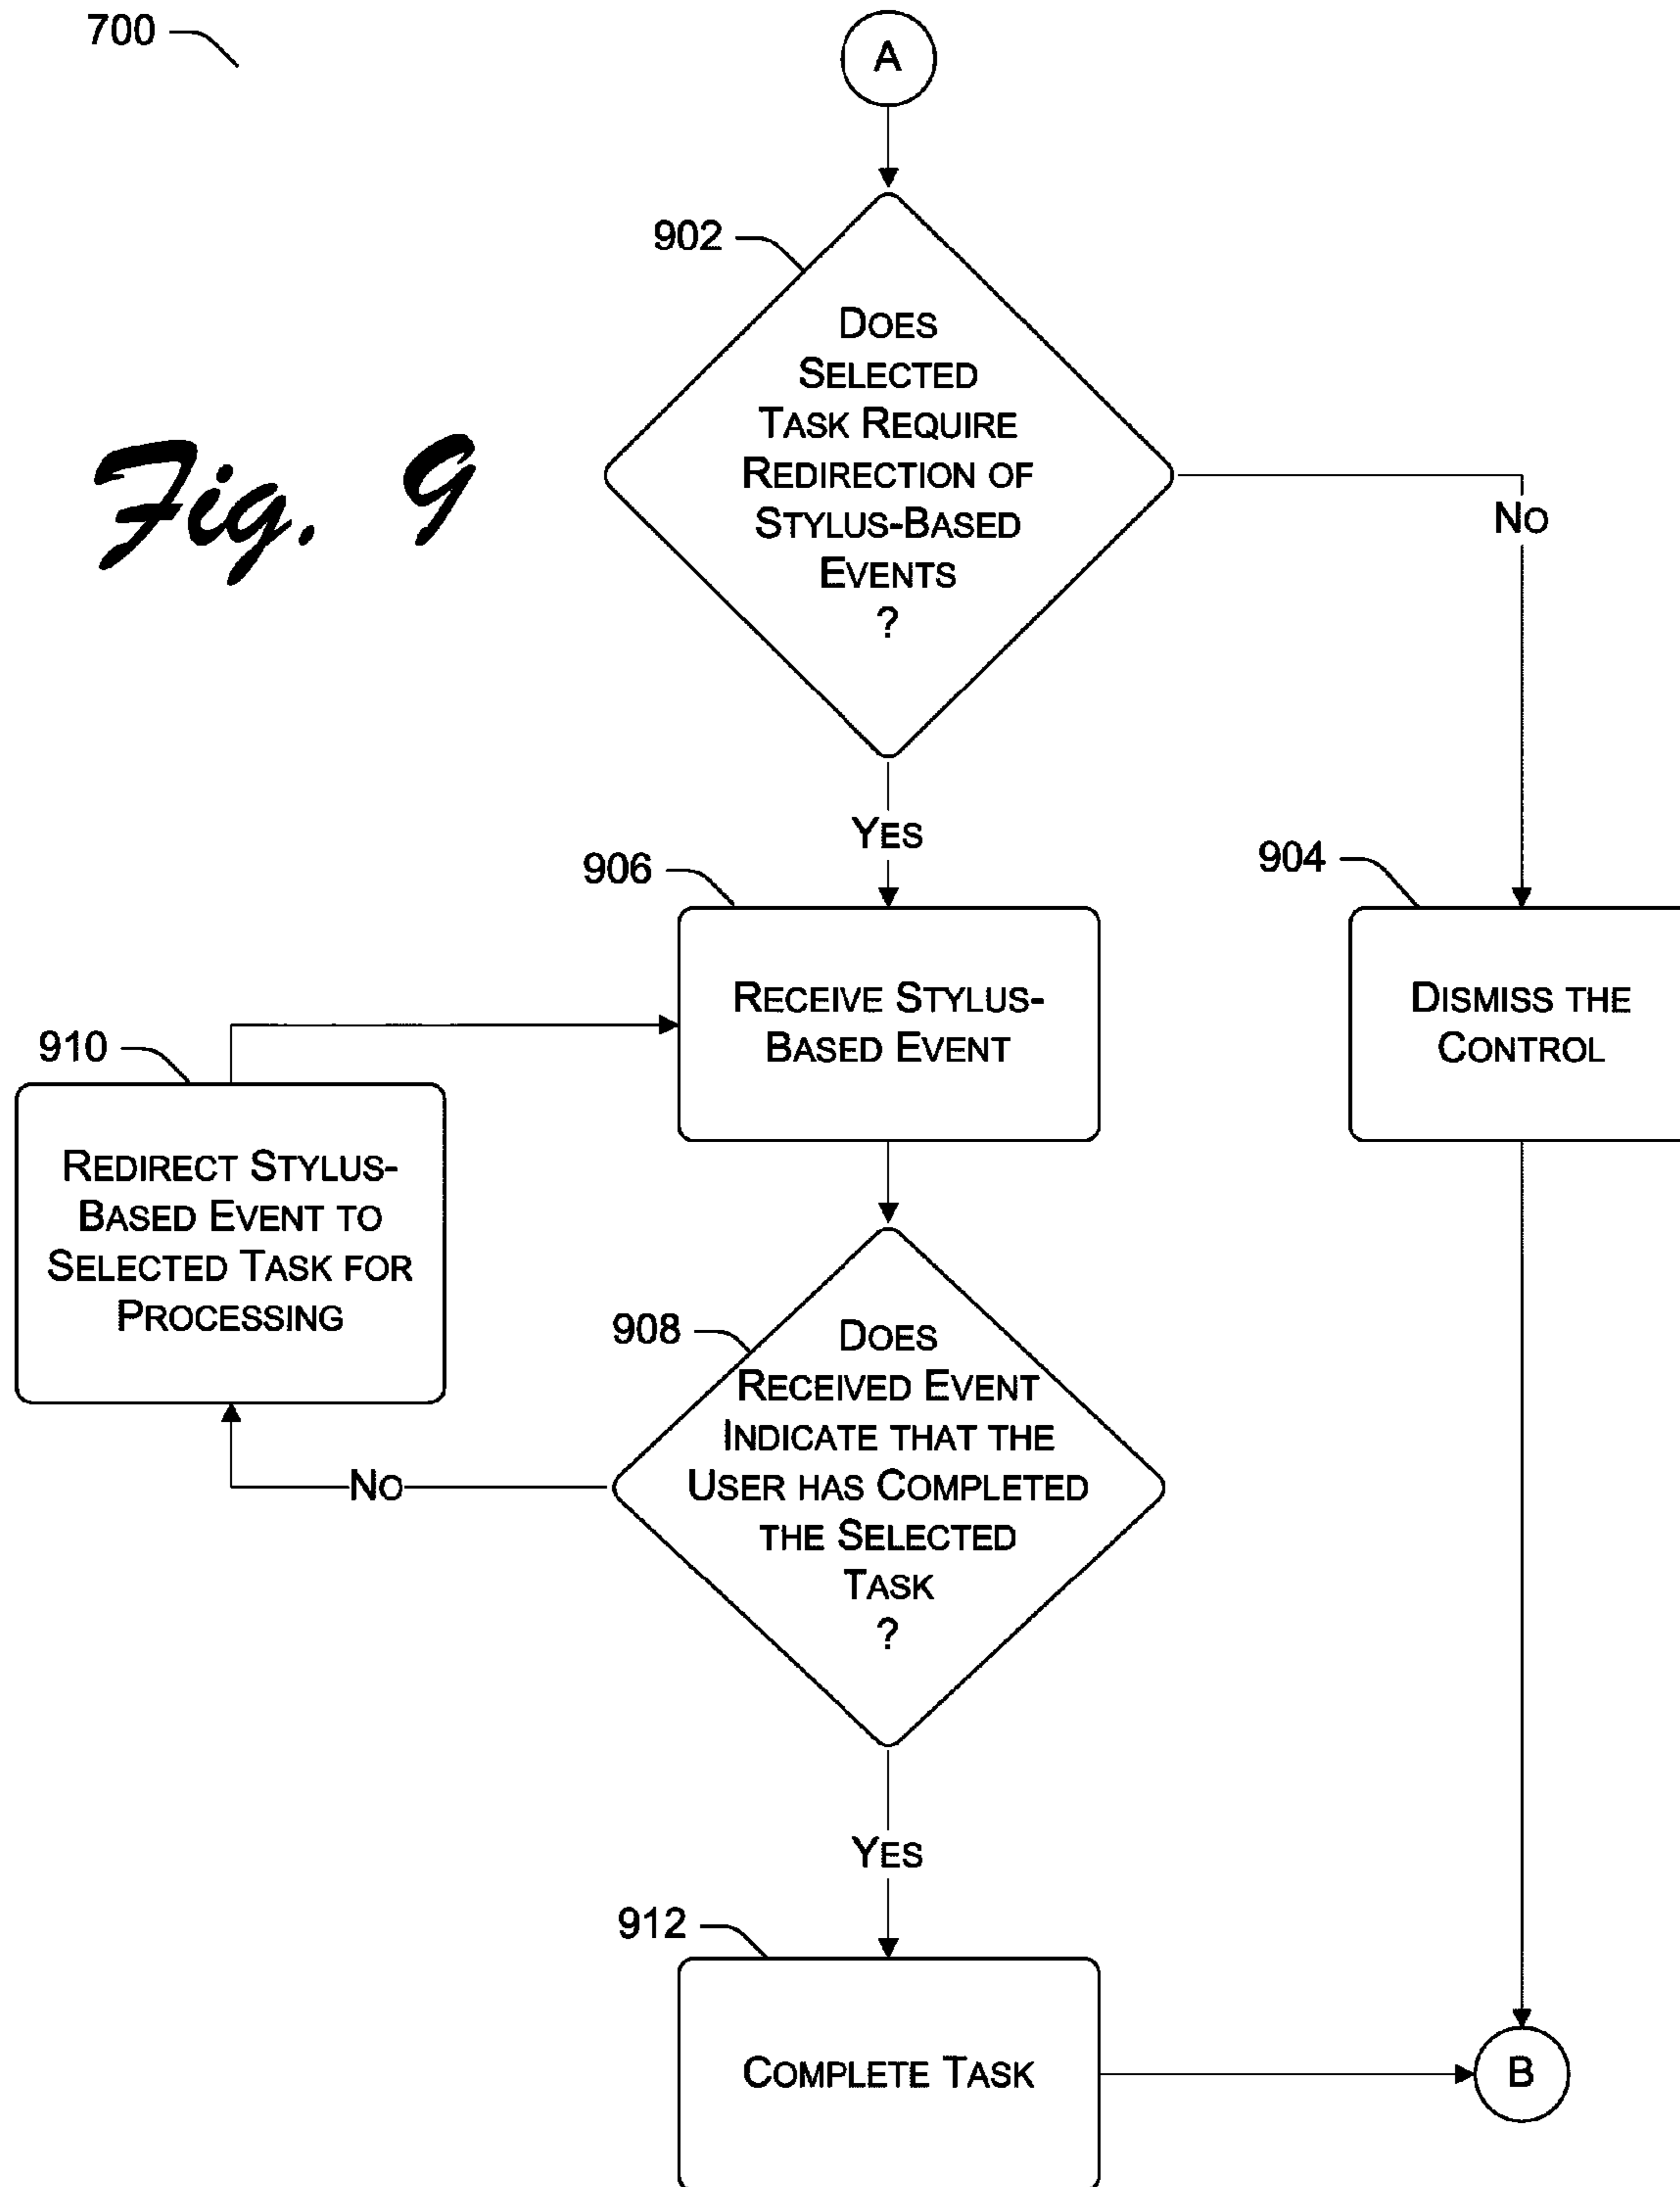 700
A
902
DOES
SELECTED
TASK REQUIRE
REDIRECTION OF
STYLUS-BASED
EVENTS
?
NO
Fig. 9
YES
906
904
RECEIVE STYLUS-
BASED EVENT
DISMISS THE
CONTROL
910
REDIRECT STYLUS-
BASED EVENT TO
SELECTED TASK FOR
PROCESSING
908
DOES
RECEIVED EVENT
INDICATE THAT THE
USER HAS COMPLETED
THE SELECTED
TASK
?
NO
YES
912
COMPLETE TASK
B